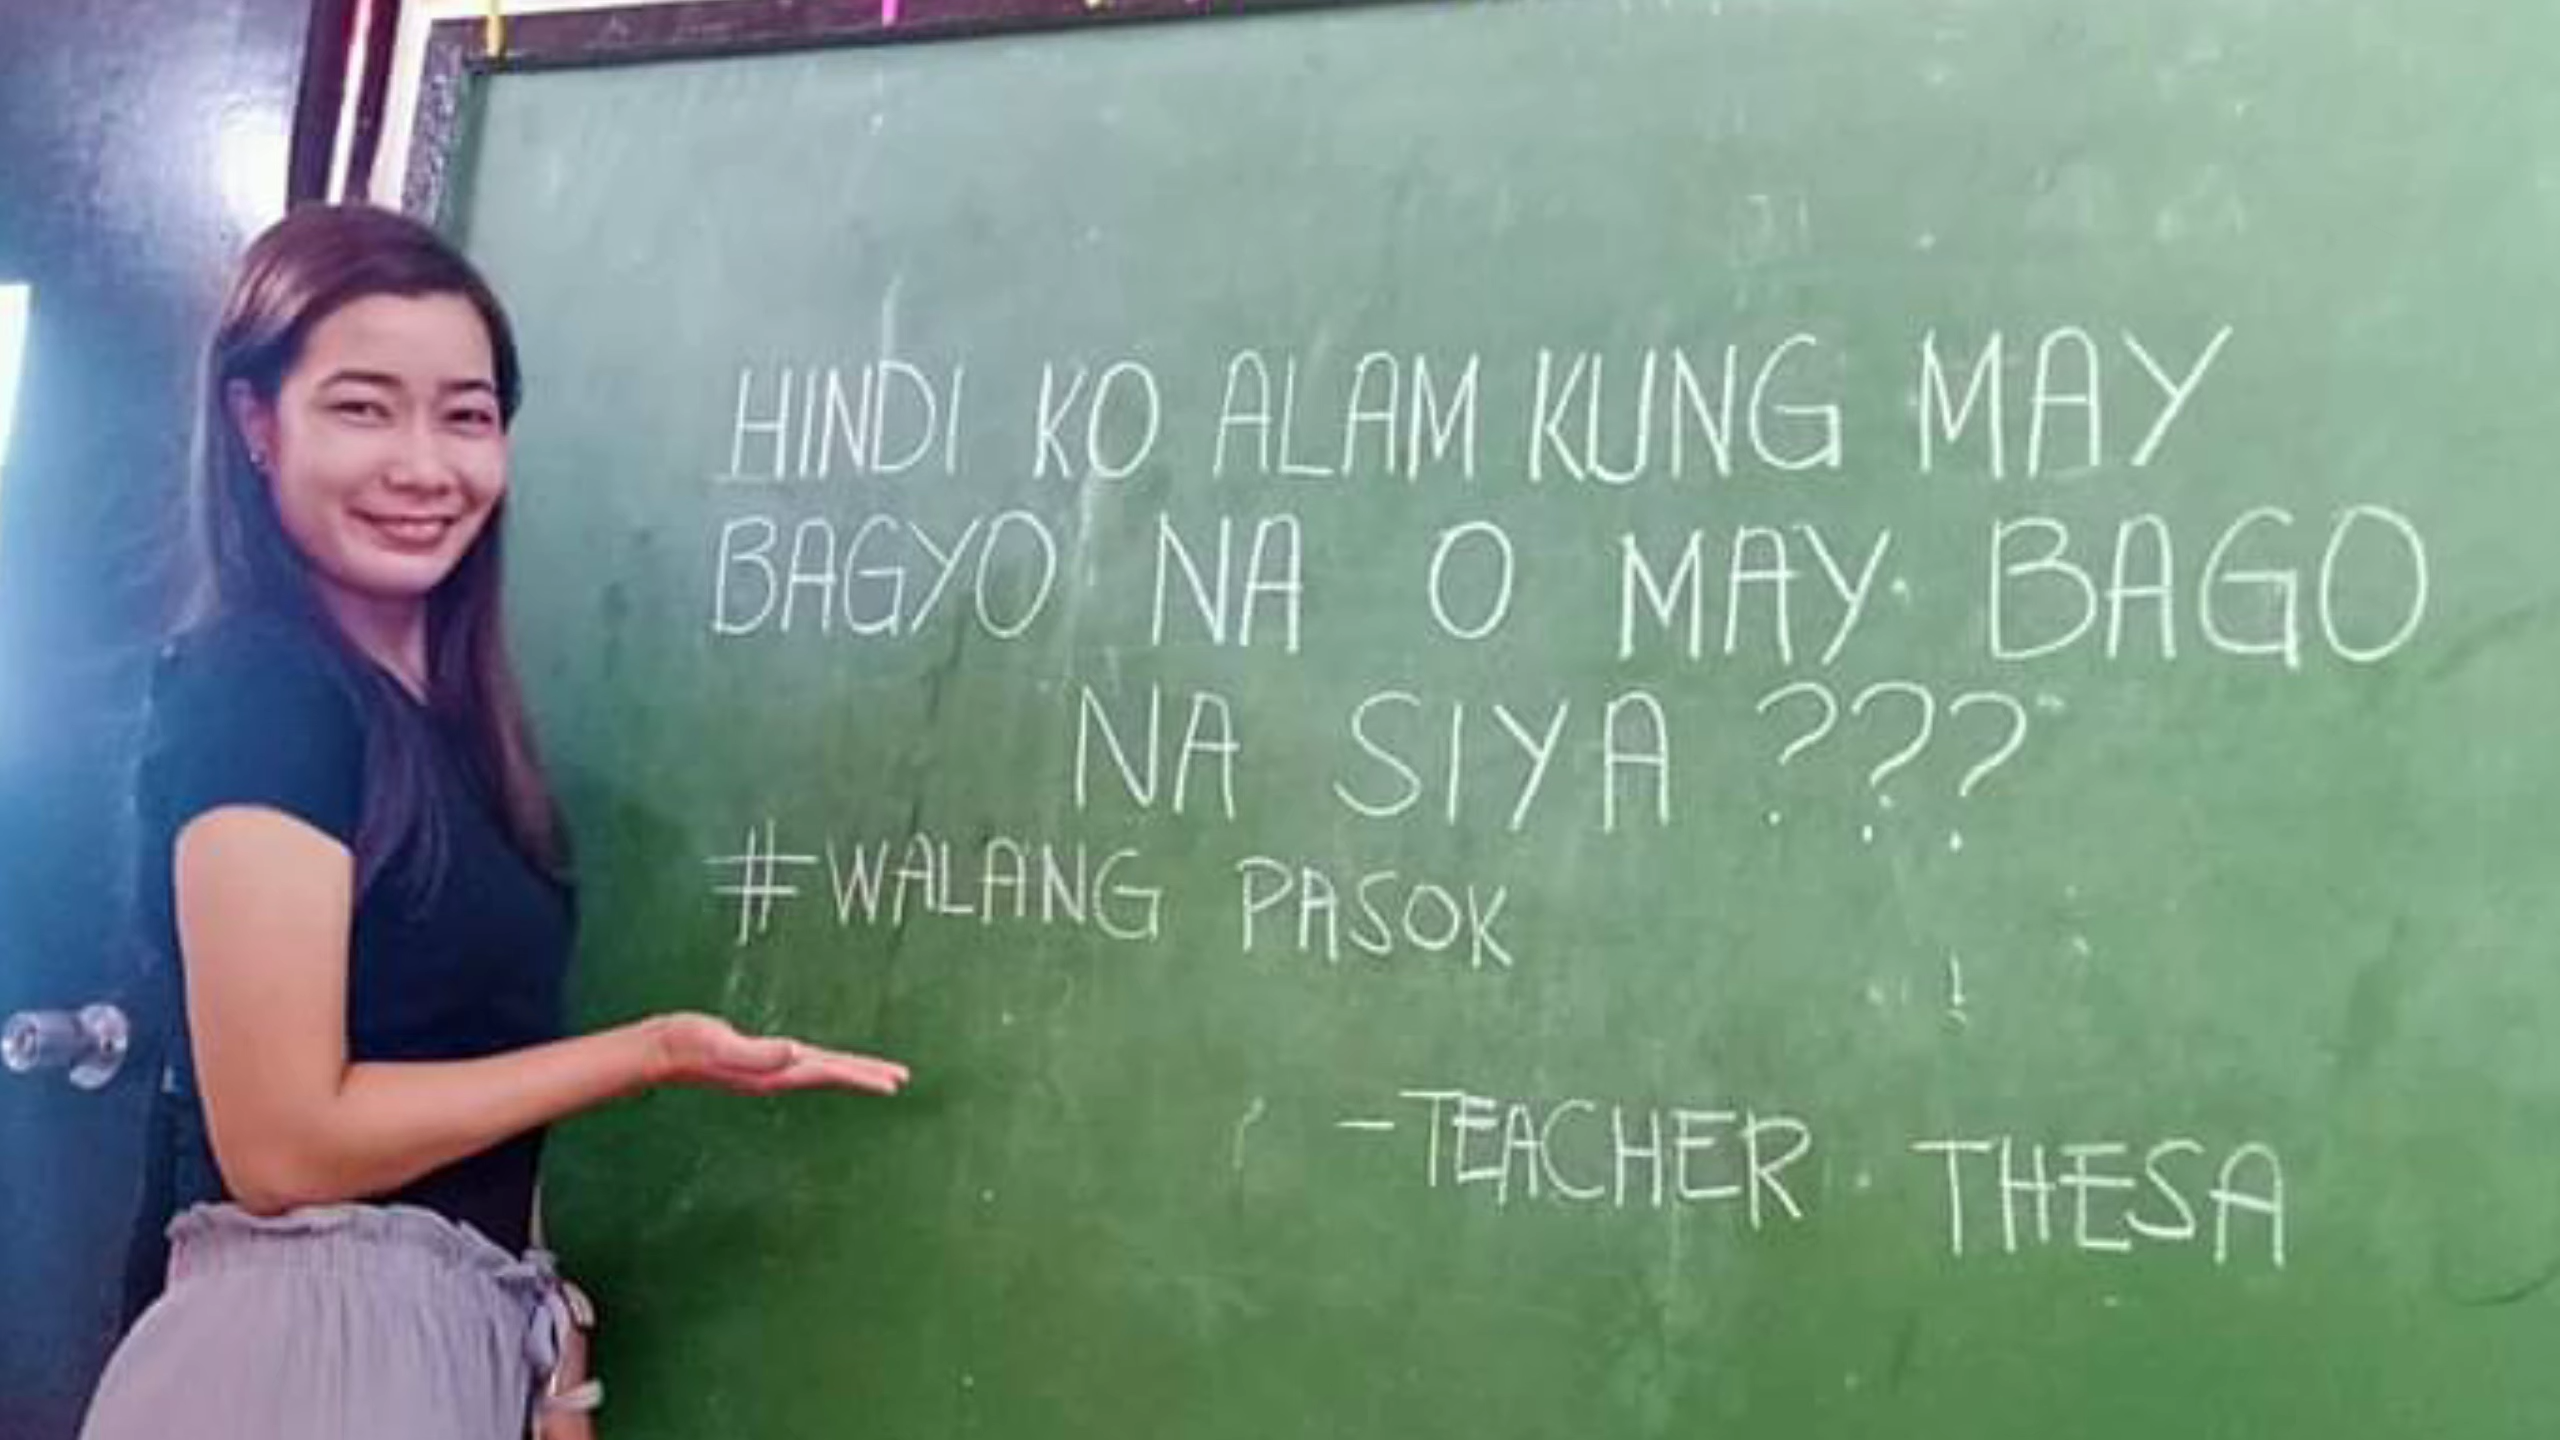 HINDI KO ALAM KUNG MAY
BAGYO NA O MAY BAGO
NA SIYA ???
#WALANG PASOK
-TEACHER THESA